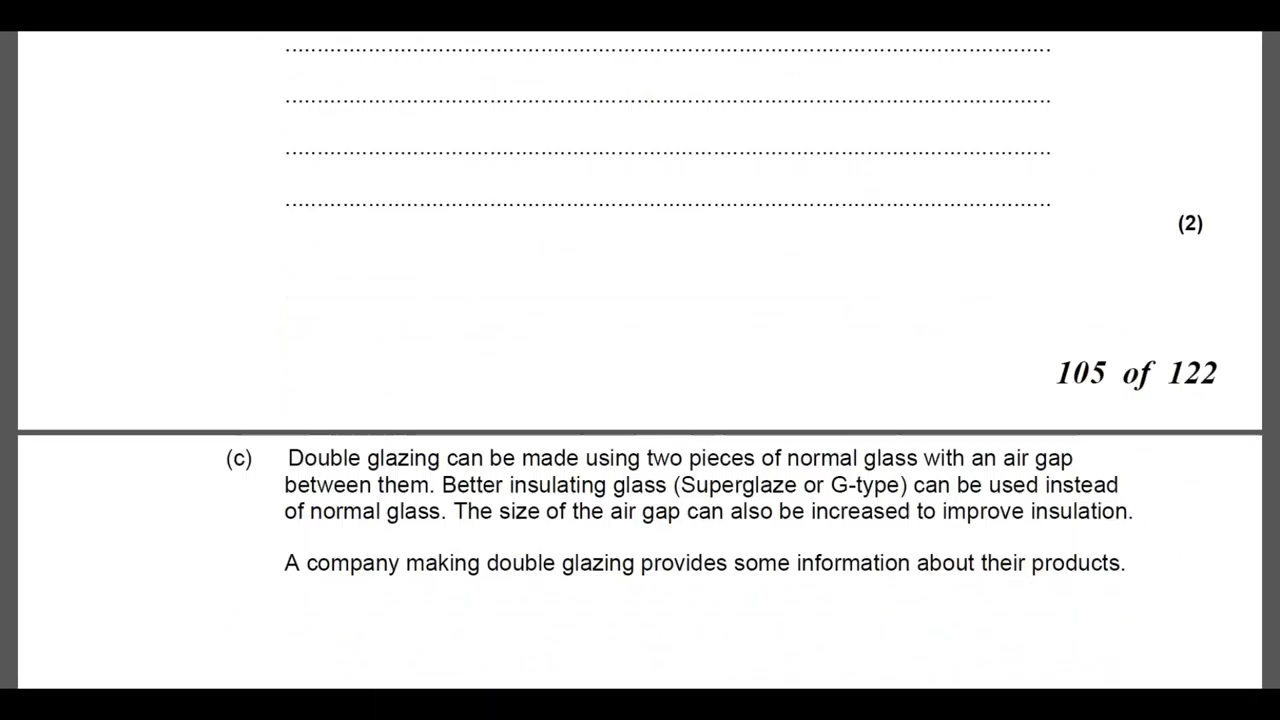 ........................................................................................................................
........................................................................................................................
........................................................................................................................
........................................................................................................................
(2)
105 of 122
(c) Double glazing can be made using two pieces of normal glass with an air gap
between them. Better insulating glass (Superglaze or G-type) can be used instead
of normal glass. The size of the air gap can also be increased to improve insulation.
A company making double glazing provides some information about their products.